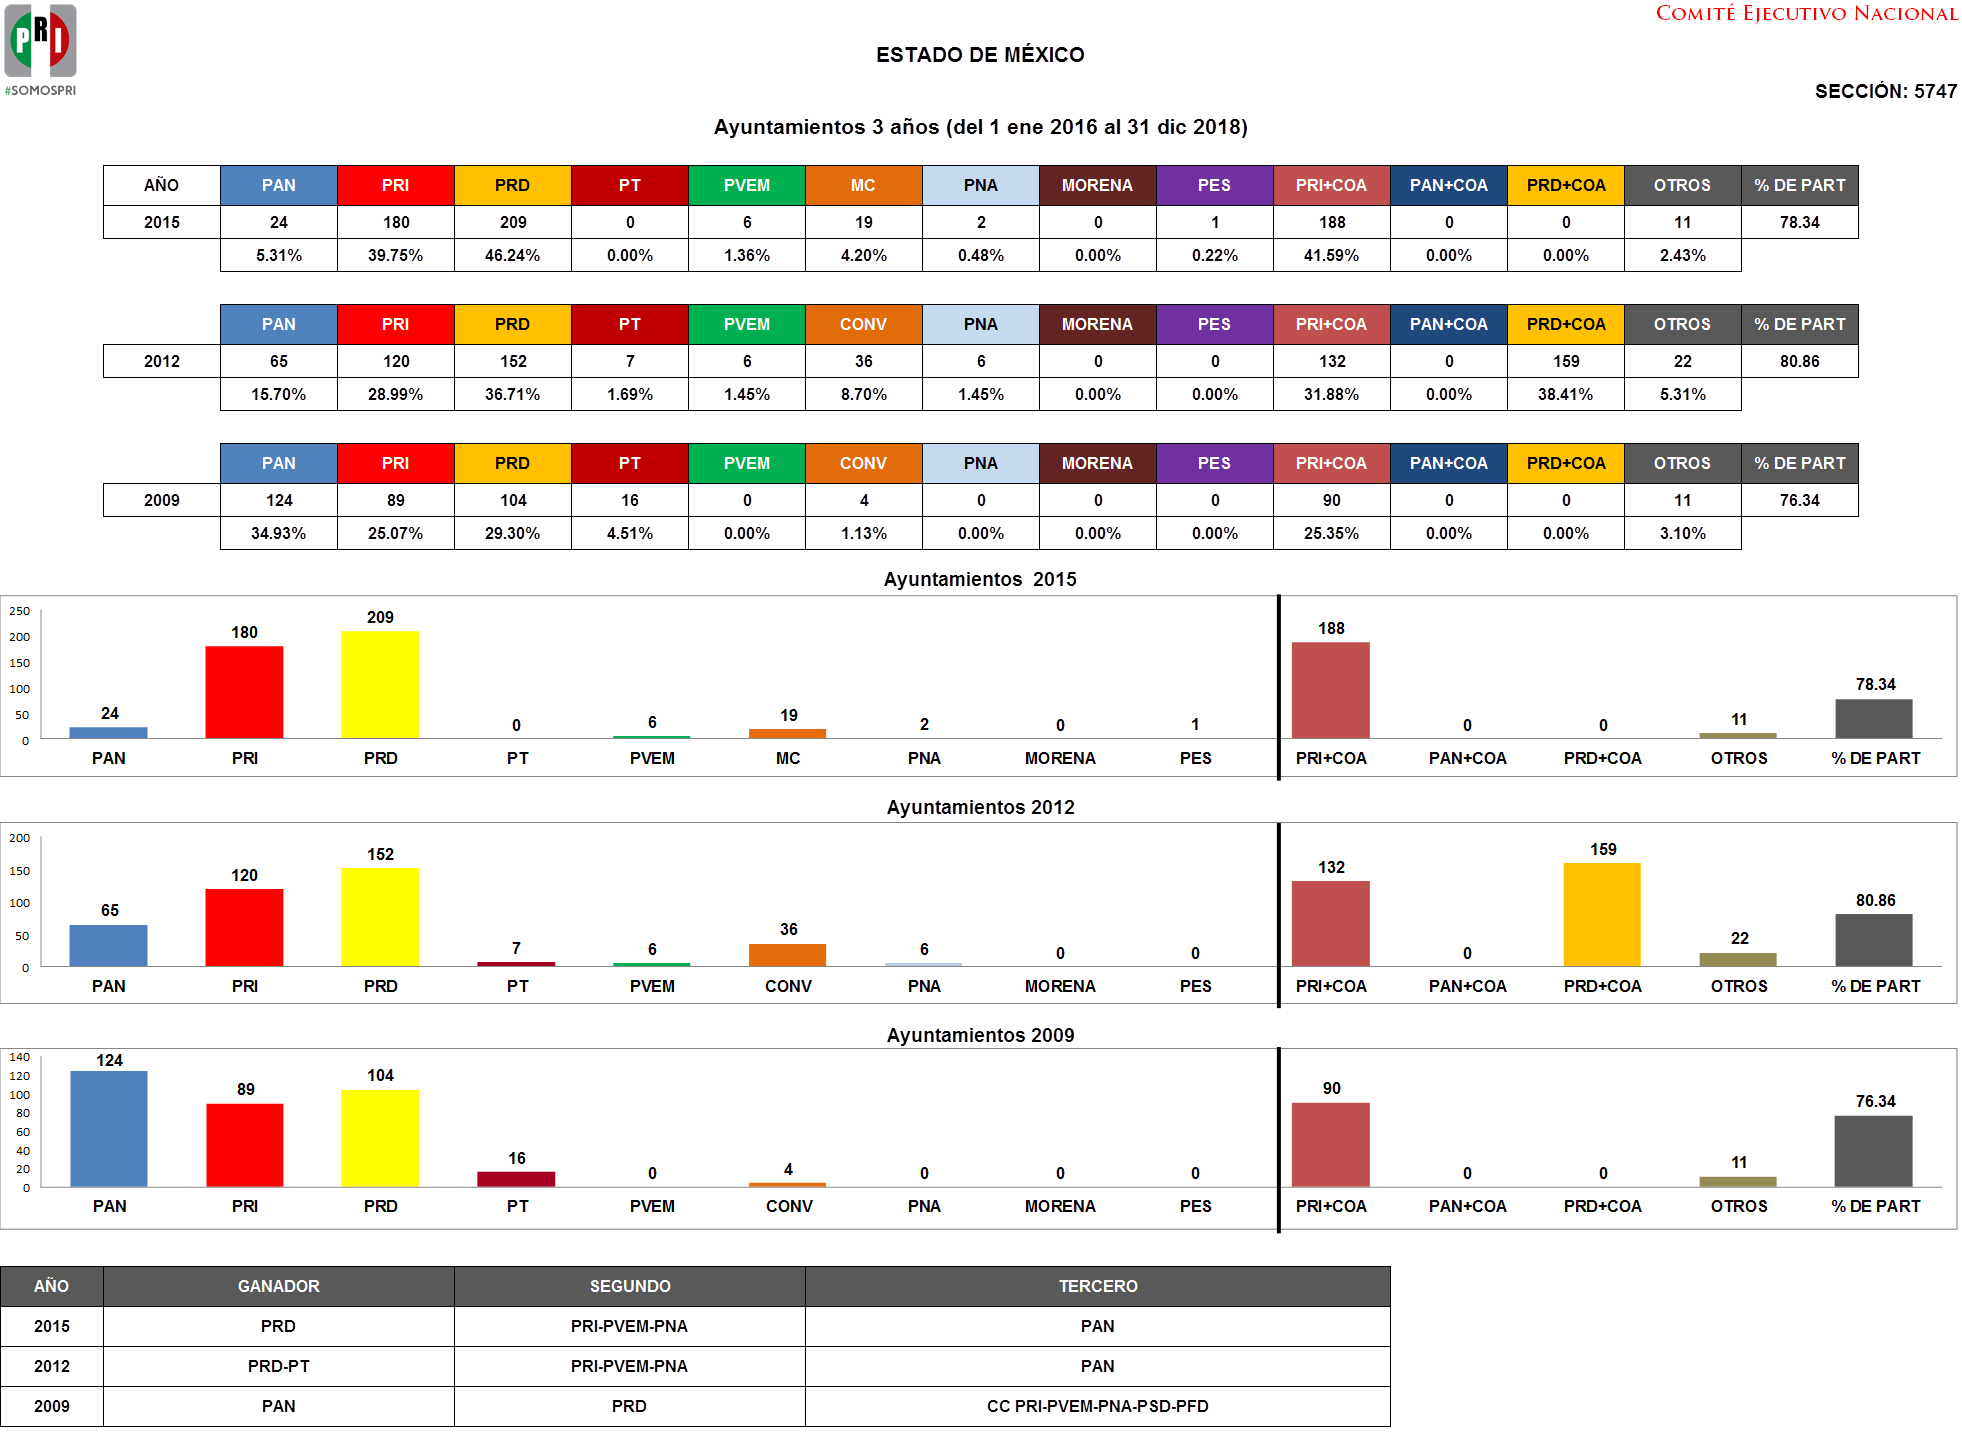 PRI
#SOMOSPRI
COMITÉ EJECUTIVO NACIONAL
ESTADO DE MÉXICO
SECCIÓN: 5747
Ayuntamientos 3 años (del 1 ene 2016 al 31 dic 2018)
AÑO PAN PRI PRD PT PVEM MC PNA MORENA PES PRI+COA PAN+COA PRD+COA OTROS % DE PART
2015 24 180 209 0 6 19 2 0 1 188 0 0 11 78.34
5.31% 39.75% 46.24% 0.00% 1.36% 4.20% 0.48% 0.00% 0.22% 41.59% 0.00% 0.00% 2.43%
PAN PRI PRD PT PVEM CONV PNA MORENA PES PRI+COA PAN+COA PRD+COA OTROS % DE PART
2012 65 120 152 7 6 36 6 0 0 132 0 159 22 80.86
15.70% 28.99% 36.71% 1.69% 1.45% 8.70% 1.45% 0.00% 0.00% 31.88% 0.00% 38.41% 5.31%
PAN PRI PRD PT PVEM CONV PNA MORENA PES PRI+COA PAN+COA PRD+COA OTROS % DE PART
2009 124 89 104 16 0 4 0 0 0 90 0 0 11 76.34
34.93% 25.07% 29.30% 4.51% 0.00% 1.13% 0.00% 0.00% 0.00% 25.35% 0.00% 0.00% 3.10%
Ayuntamientos 2015
250
200
150
100
50
0
24 180 209 0 6 19 2 0 1 188 0 0 11 78.34
PAN PRI PRD PT PVEM MC PNA MORENA PES PRI+COA PAN+COA PRD+COA OTROS % DE PART
Ayuntamientos 2012
200
150
100
50
0
65 120 152 7 6 36 6 0 0 132 0 159 22 80.86
PAN PRI PRD PT PVEM CONV PNA MORENA PES PRI+COA PAN+COA PRD+COA OTROS % DE PART
Ayuntamientos 2009
140
120
100
80
60
40
20
0
124 89 104 16 0 4 0 0 0 90 0 0 11 76.34
PAN PRI PRD PT PVEM CONV PNA MORENA PES PRI+COA PAN+COA PRD+COA OTROS % DE PART
AÑO GANADOR SEGUNDO TERCERO
2015 PRD PRI-PVEM-PNA PAN
2012 PRD-PT PRI-PVEM-PNA PAN
2009 PAN PRD CC PRI-PVEM-PNA-PSD-PFD